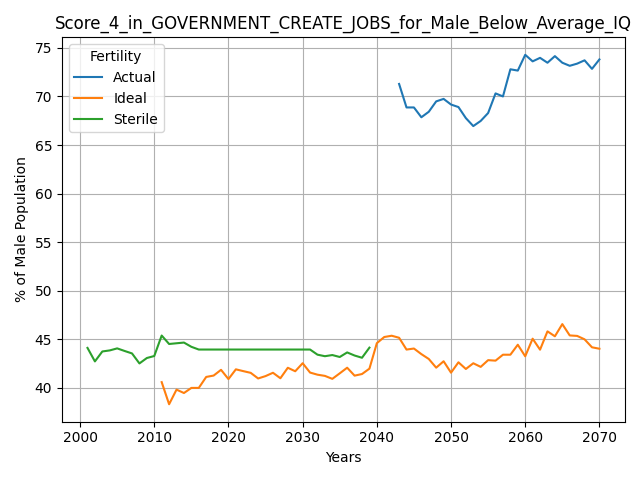 Score_4_in_GOVERNMENT_CREATE_JOBS_for_Male_Below_Average_IQ
Fertility
Actual
Ideal
Sterile
% of Male Population
75
70
65
60
55
50
45
40
2000 2010 2020 2030 2040 2050 2060 2070
Years